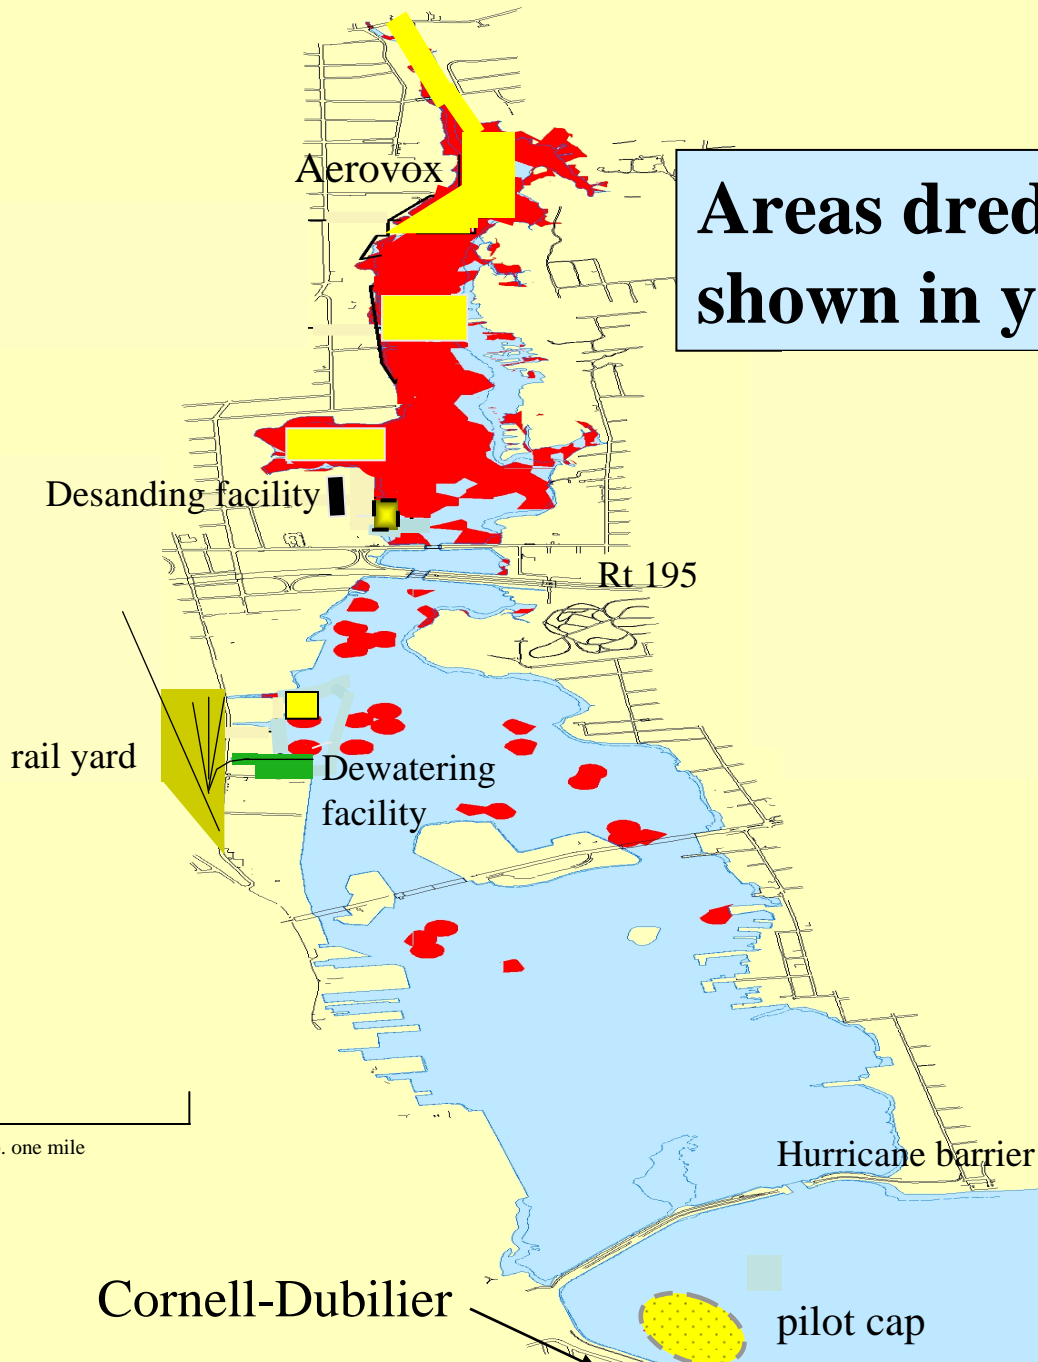 Aerovox
Areas dred
shown in y
Desanding facility
Rt 195
rail yard
Dewatering
facility
. one mile
Hurricane barrier
Cornell-Dubilier
pilot cap